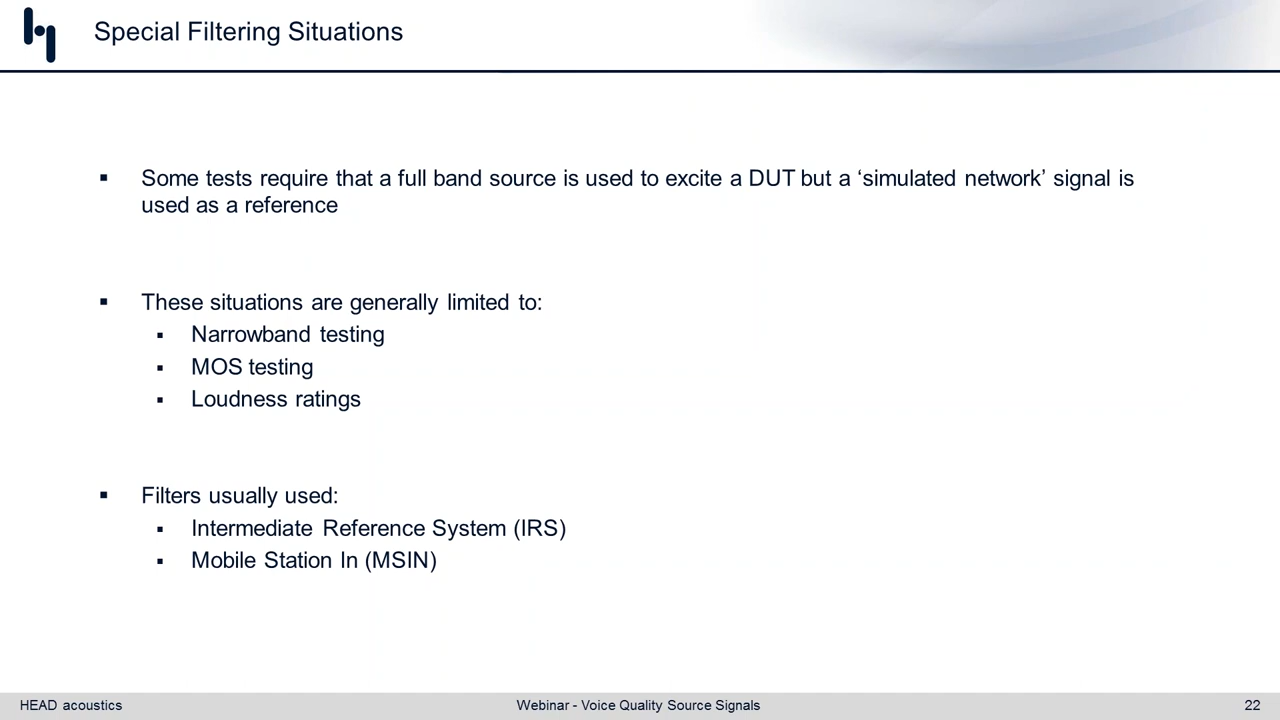 Special Filtering Situations
Some tests require that a full band source is used to excite a DUT but a ‘simulated network’ signal is
used as a reference
These situations are generally limited to:
Narrowband testing
MOS testing
Loudness ratings
Filters usually used:
Intermediate Reference System (IRS)
Mobile Station In (MSIN)
HEAD acoustics
Webinar - Voice Quality Source Signals
22